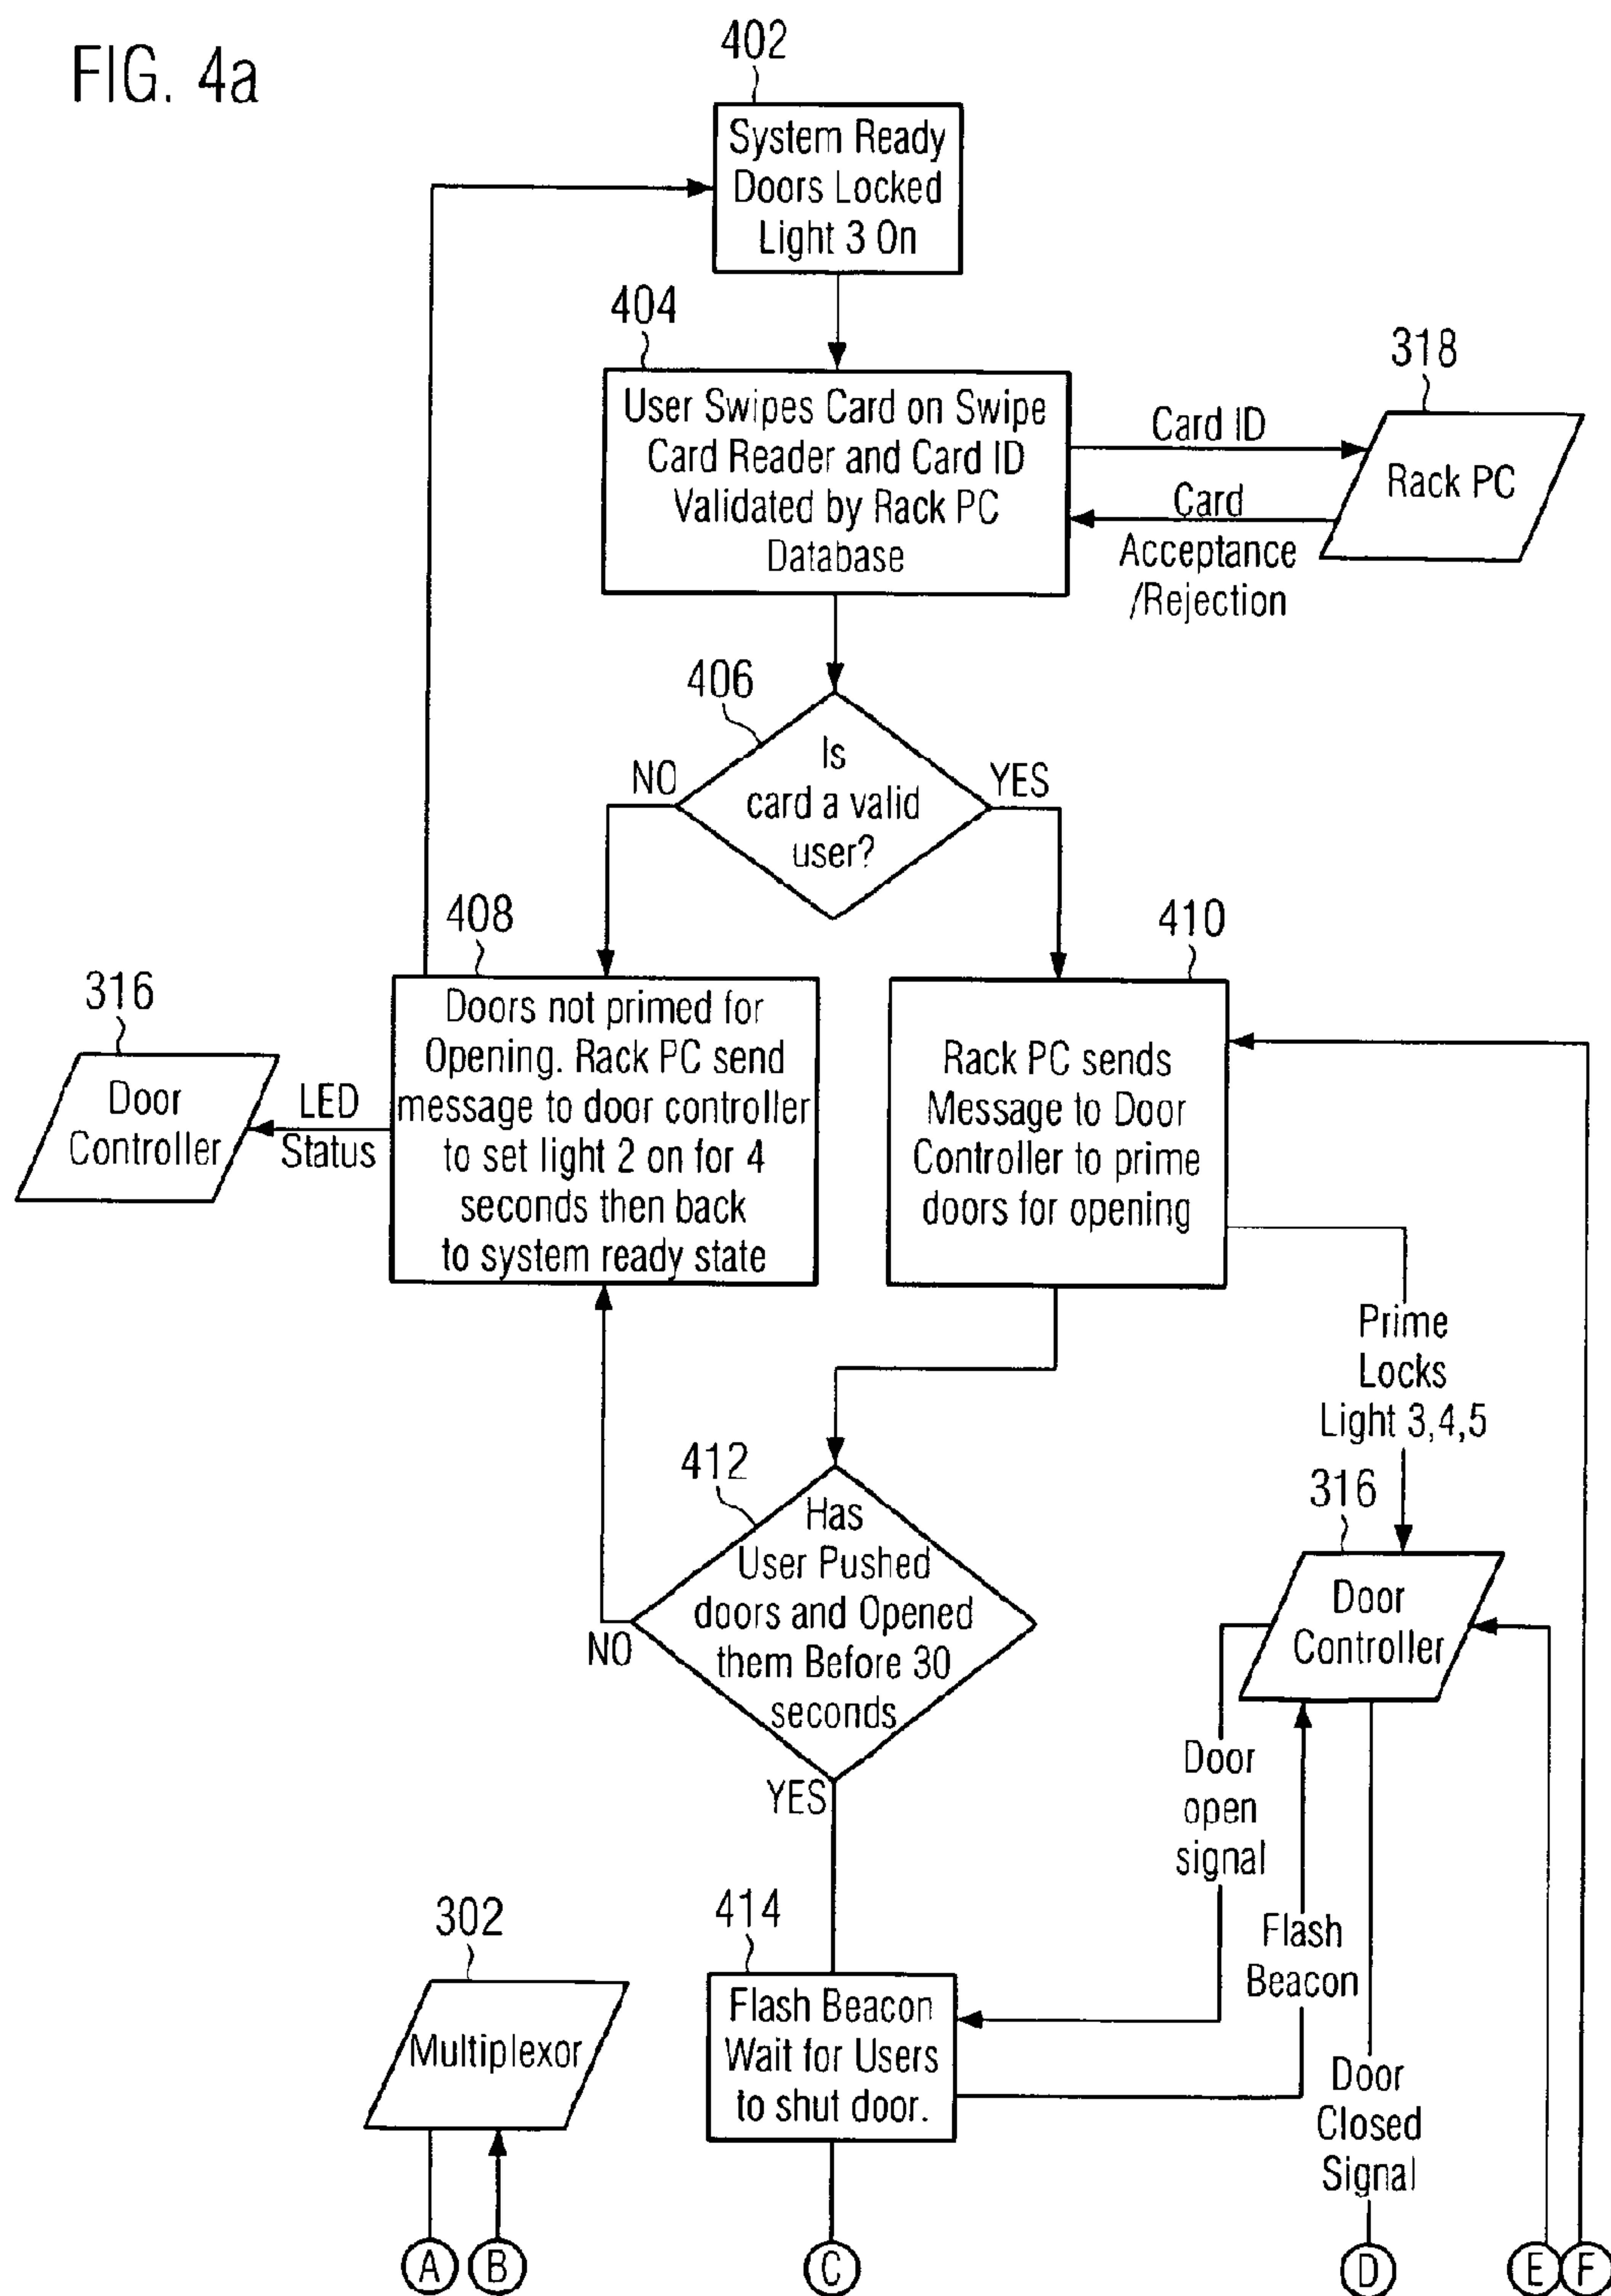 FIG. 4a
402
System Ready
Doors Locked
Light 3 On
404
User Swipes Card on Swipe
Card Reader and Card ID
Validated by Rack PC
Database
Card ID
Card
Acceptance
/Rejection
318
Rack PC
406
Is
card a valid
user?
NO
YES
408
Doors not primed for
Opening. Rack PC send
message to door controller
to set light 2 on for 4
seconds then back
to system ready state
316
Door
Controller
LED
Status
410
Rack PC sends
Message to Door
Controller to prime
doors for opening
Prime
Locks
Light 3,4,5
412
Has
User Pushed
doors and Opened
them Before 30
seconds
NO
YES
316
Door
Controller
Door
open
signal
Flash
Beacon
Door
Closed
Signal
414
Flash Beacon
Wait for Users
to shut door.
302
Multiplexor
A
B
C
D
E
F